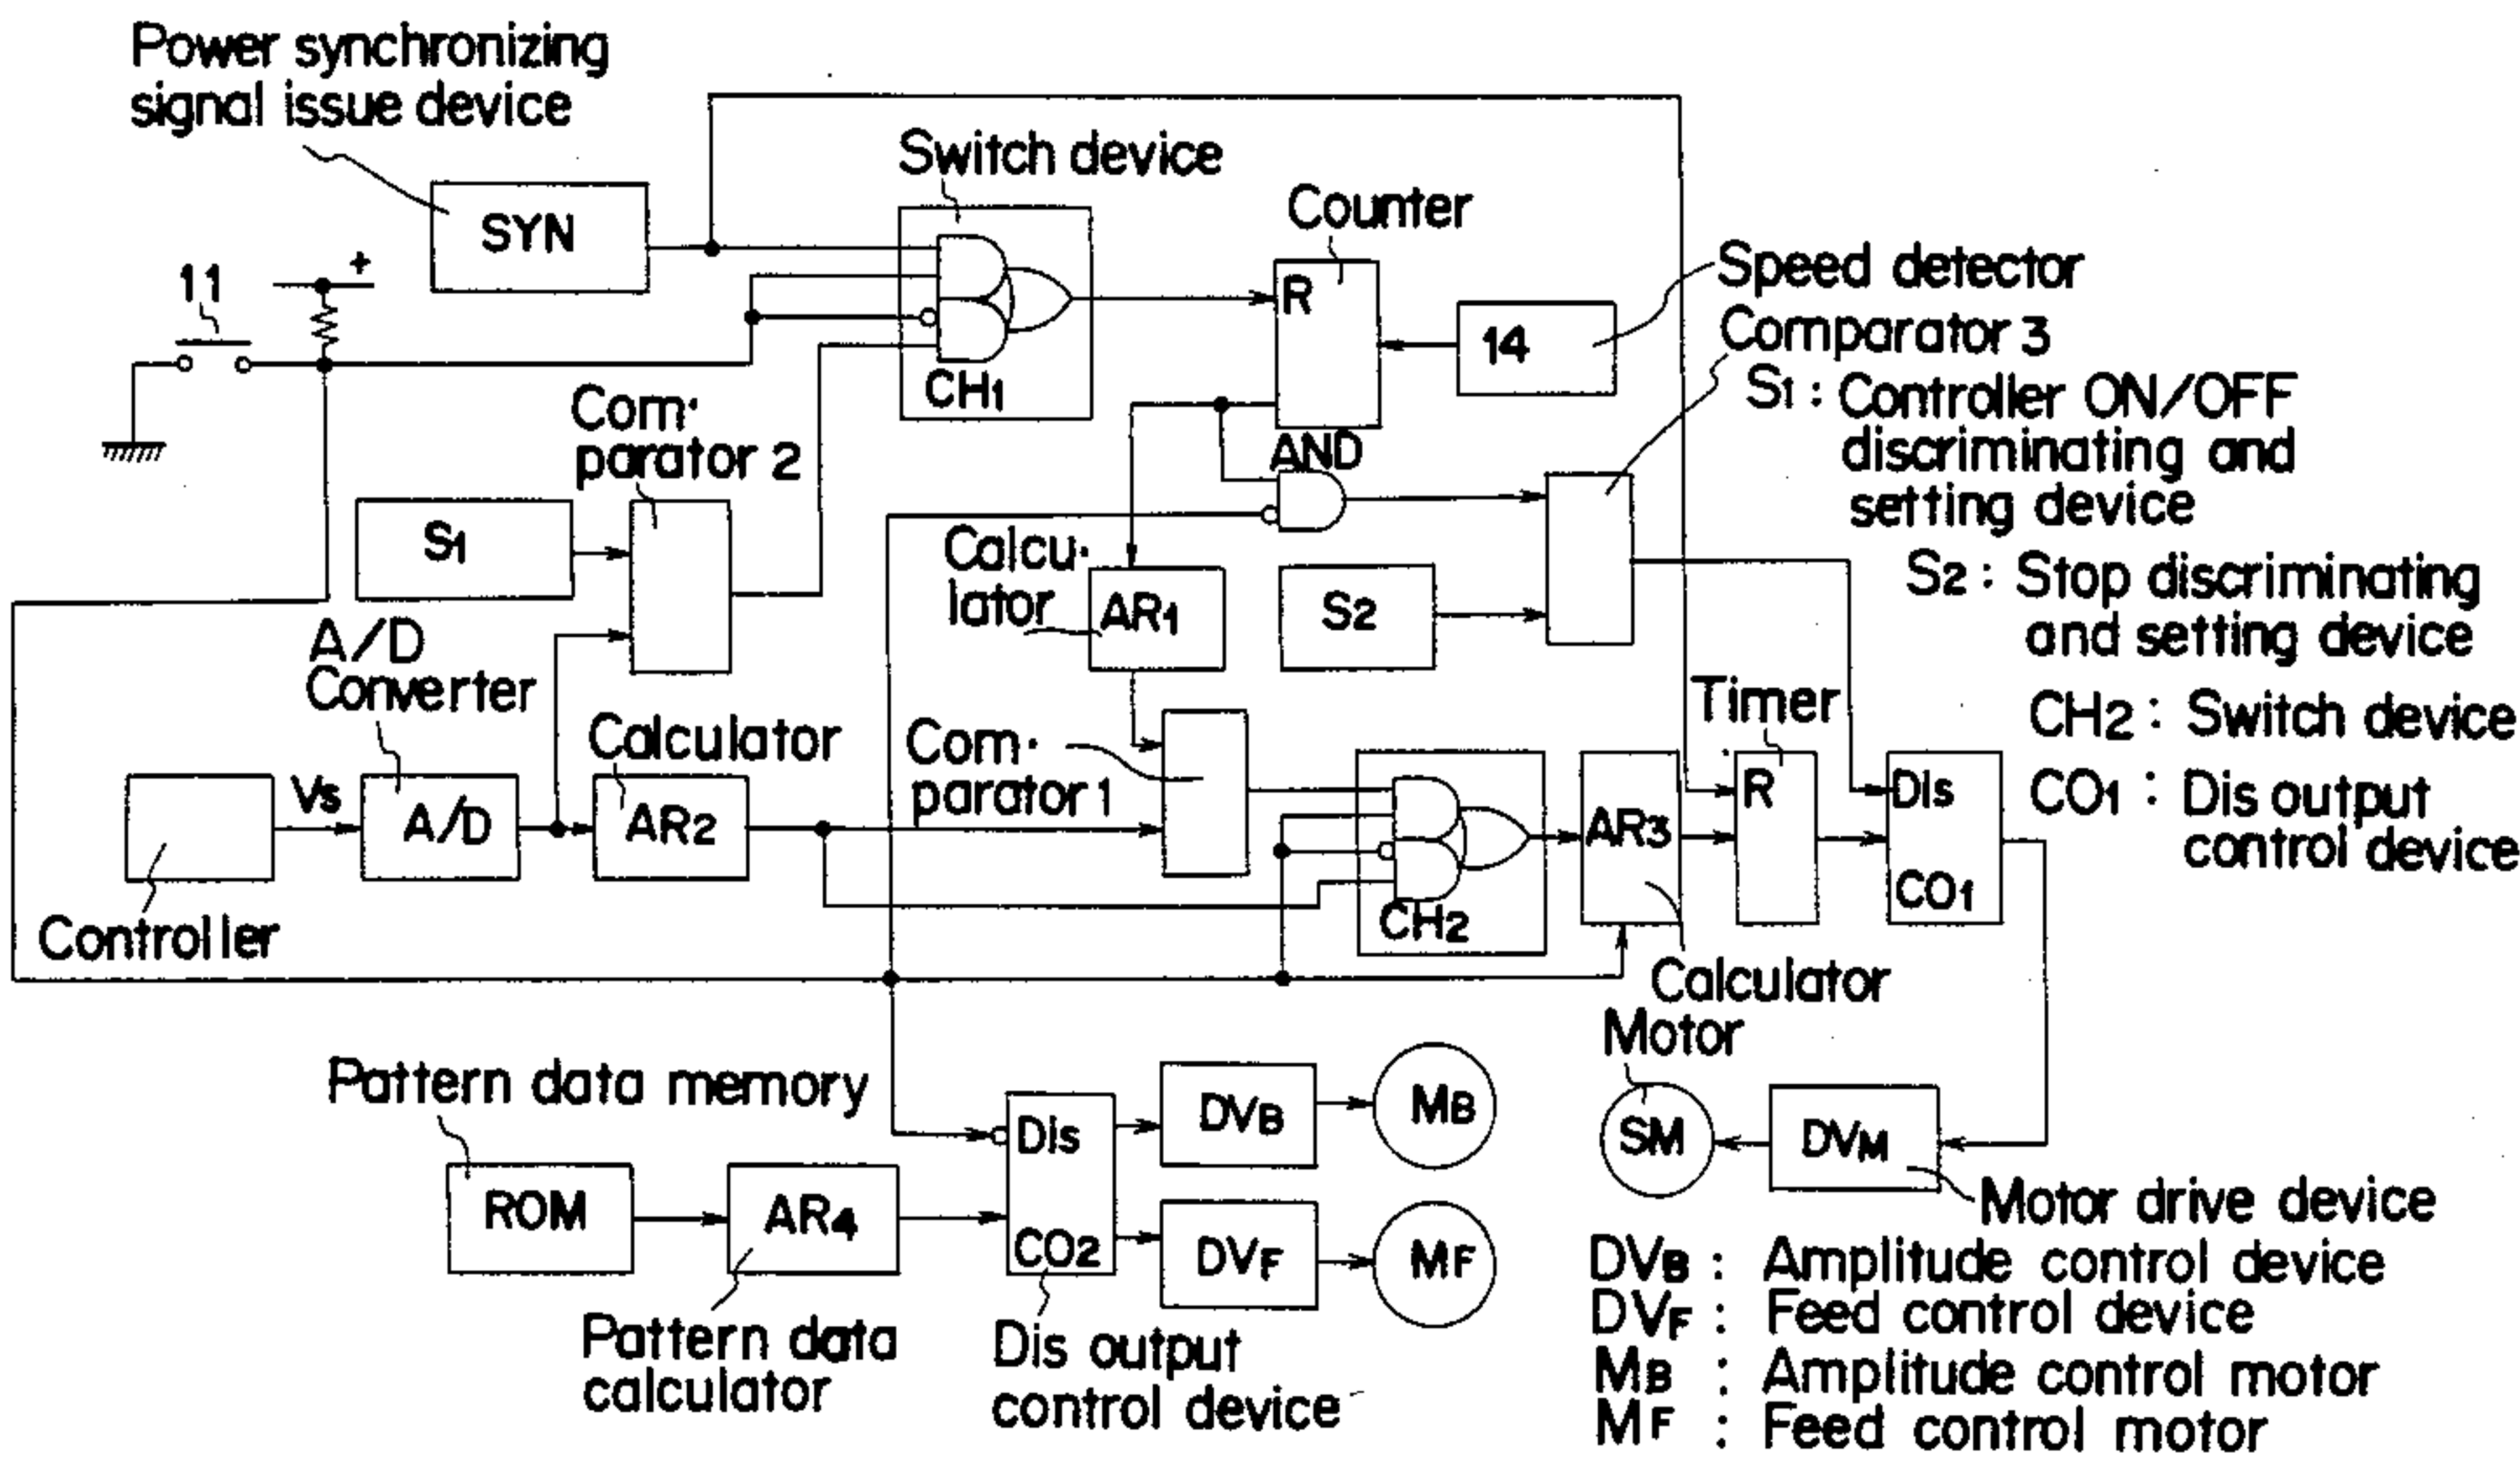 Power synchronizing
signal issue device
SYN
Switch device
CH1
Counter
R
14
Speed detector
Comparator 3
11
+
S1 : Controller ON/OFF
discriminating and
setting device
S2 : Stop discriminating
and setting device
CH2 : Switch device
CO1 : Dis output
control device
Com·
parator 2
S1
AND
Calcu·
lator
AR1
S2
A/D
Converter
Vs
A/D
Calculator
AR2
Com·
parator 1
CH2
AR3
Timer
R
Dis
CO1
Controller
Calculator
Motor
SM
DVM
Motor drive device
Pattern data memory
ROM
AR4
Pattern data
calculator
Dis
CO2
Dis output
control device
DVB
MB
DVF
MF
DVB : Amplitude control device
DVF : Feed control device
MB : Amplitude control motor
MF : Feed control motor